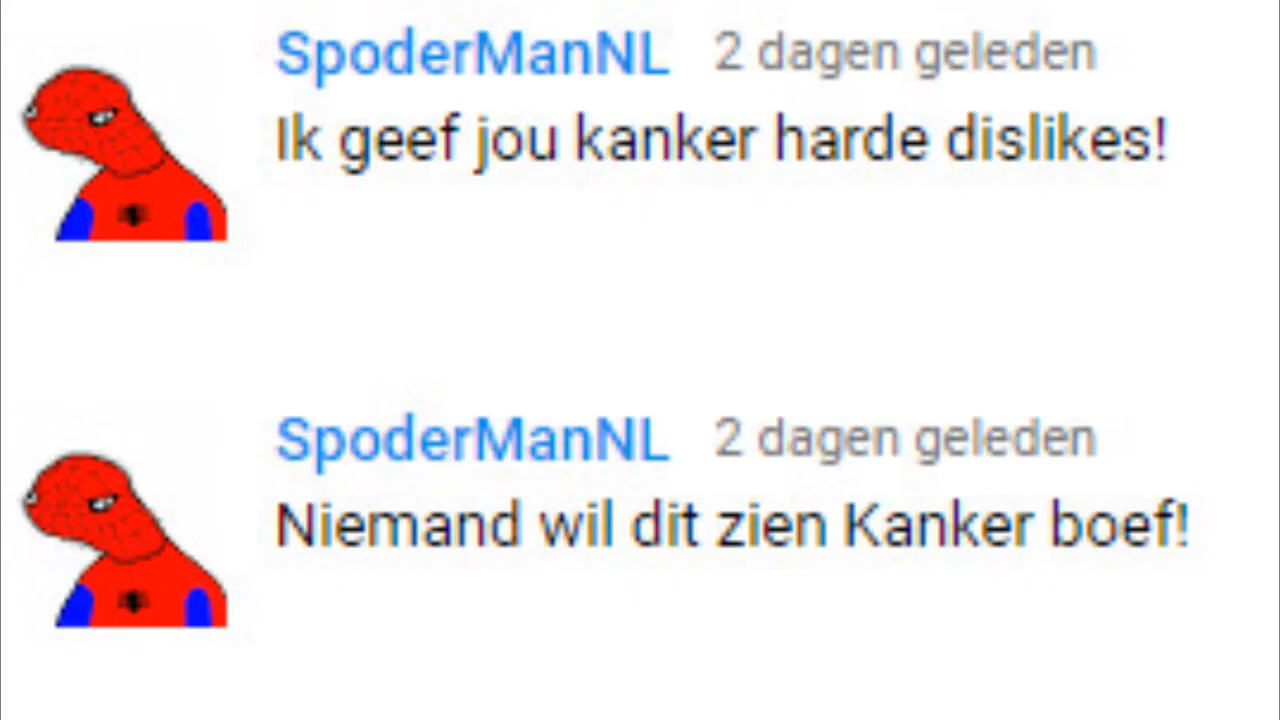 SpoderManNL 2 dagen geleden
Ik geef jou kanker harde dislikes!
SpoderManNL 2 dagen geleden
Niemand wil dit zien Kanker boef!